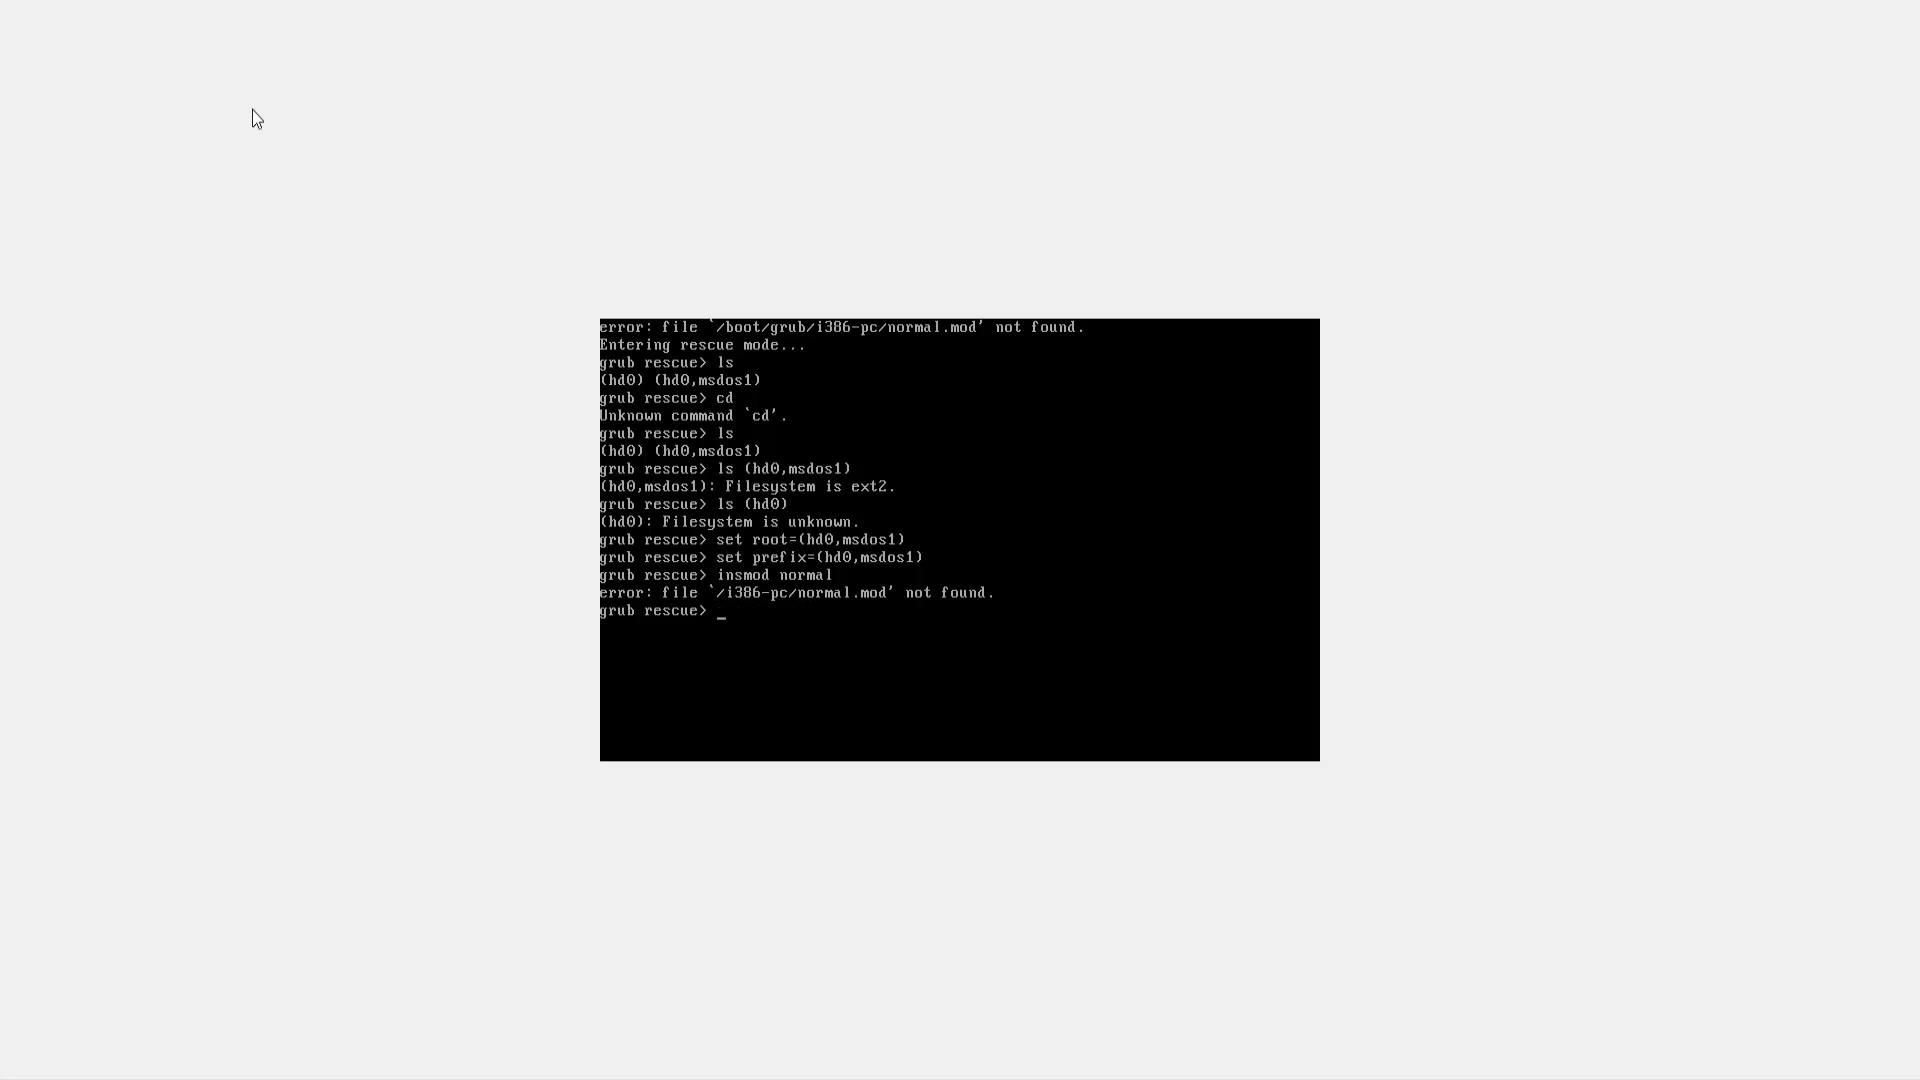 error: file `/boot/grub/i386-pc/normal.mod' not found.
Entering rescue mode...
grub rescue> ls
(hd0) (hd0,msdos1)
grub rescue> cd
Unknown command `cd'.
grub rescue> ls
(hd0) (hd0,msdos1)
grub rescue> ls (hd0,msdos1)
(hd0,msdos1): Filesystem is ext2.
grub rescue> ls (hd0)
(hd0): Filesystem is unknown.
grub rescue> set root=(hd0,msdos1)
grub rescue> set prefix=(hd0,msdos1)
grub rescue> insmod normal
error: file `/i386-pc/normal.mod' not found.
grub rescue> _